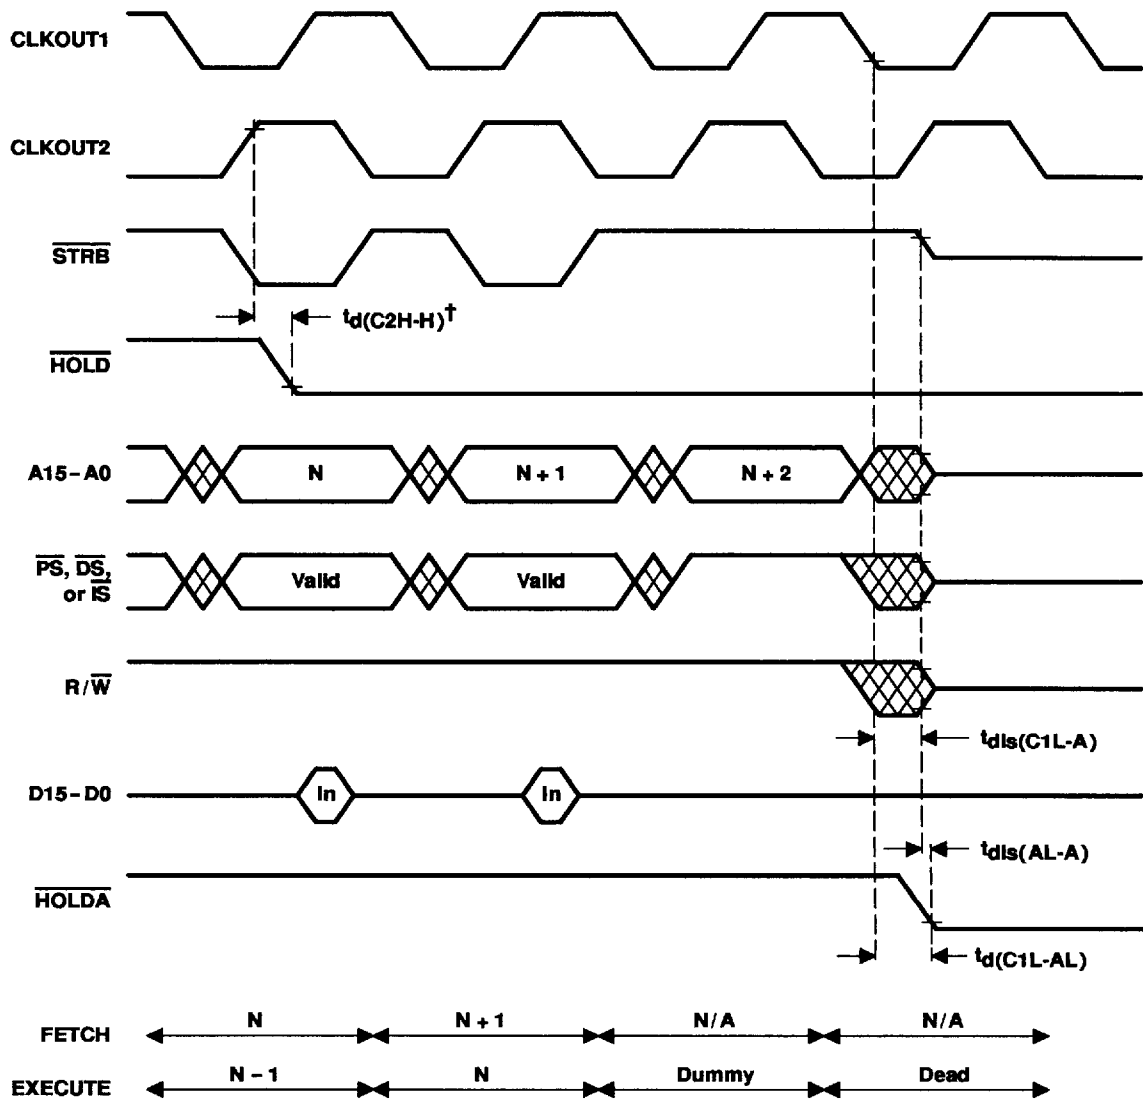 CLKOUT1
CLKOUT2
STRB
td(C2H-H)†
HOLD
A15–A0
N
N + 1
N + 2
PS, DS,
or IS
Valid
Valid
R/W
tdis(C1L-A)
D15–D0
In
In
tdis(AL-A)
HOLDA
td(C1L-AL)
FETCH
N
N + 1
N/A
N/A
EXECUTE
N – 1
N
Dummy
Dead